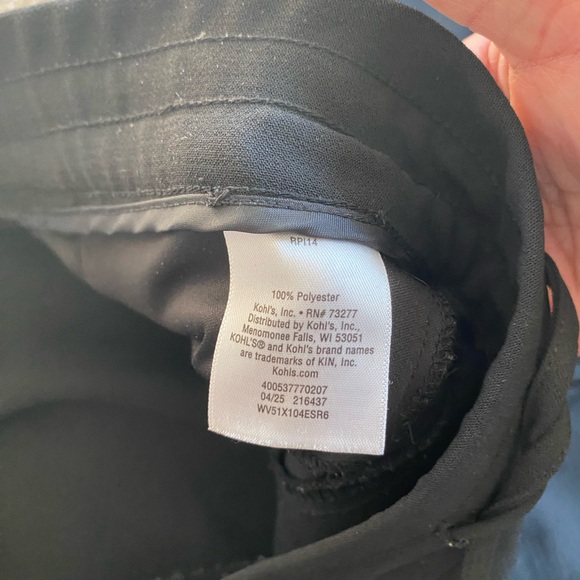 RPI14
100% Polyester
Kohl's, Inc. • RN# 73277
Distributed by Kohl's, Inc.,
Menomonee Falls, WI 53051
KOHL'S® and Kohl's brand names
are trademarks of KIN, Inc.
Kohls.com
400537770207
04/25 216437
WV51X104ESR6